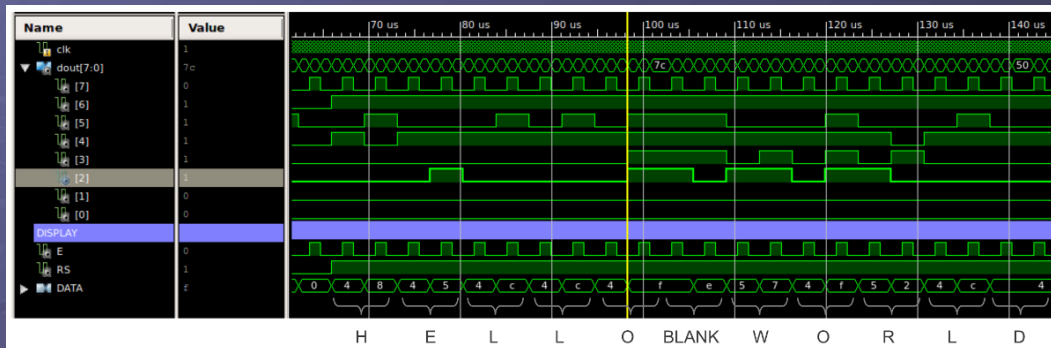 Name Value 70 us 80 us 90 us 100 us 110 us 120 us 130 us 140 us
clk 1
dout[7:0] 7c 7c 50
[7] 0
[6] 1
[5] 1
[4] 1
[3] 1
[2] 1
[1] 0
[0] 0
DISPLAY
E 0
RS 1
DATA f 0 4 8 4 5 4 c 4 c 4 f e 5 7 4 f 5 2 4 c 4
H E L L O BLANK W O R L D